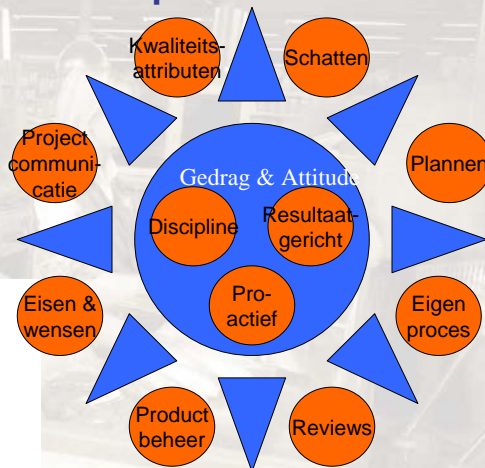 Kwaliteits-
attributen
Schatten
Project
communi-
catie
Plannen
Gedrag & Attitude
Discipline
Resultaat-
gericht
Pro-
actief
Eisen &
wensen
Eigen
proces
Product
beheer
Reviews